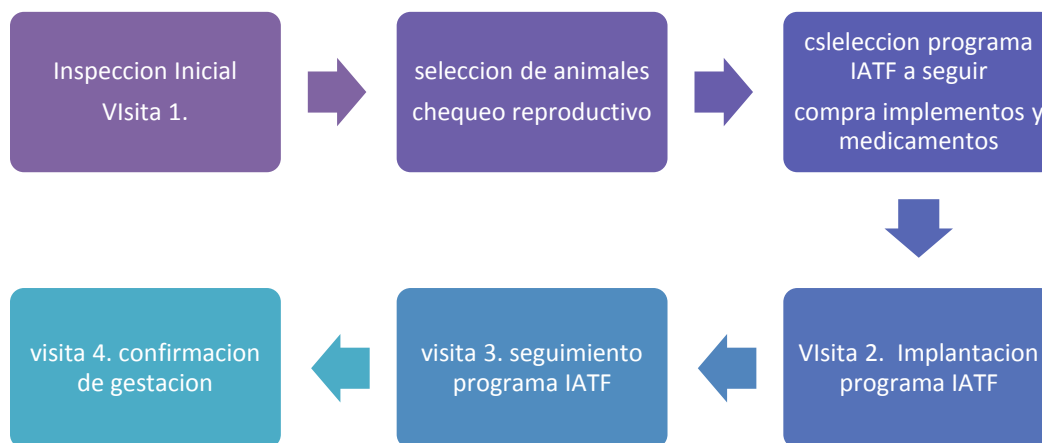 Inspeccion Inicial
VIsita 1.
seleccion de animales
chequeo reproductivo
csleleccion programa
IATF a seguir
compra implementos y
medicamentos
VIsita 2. Implantacion
programa IATF
visita 3. seguimiento
programa IATF
visita 4. confirmacion
de gestacion